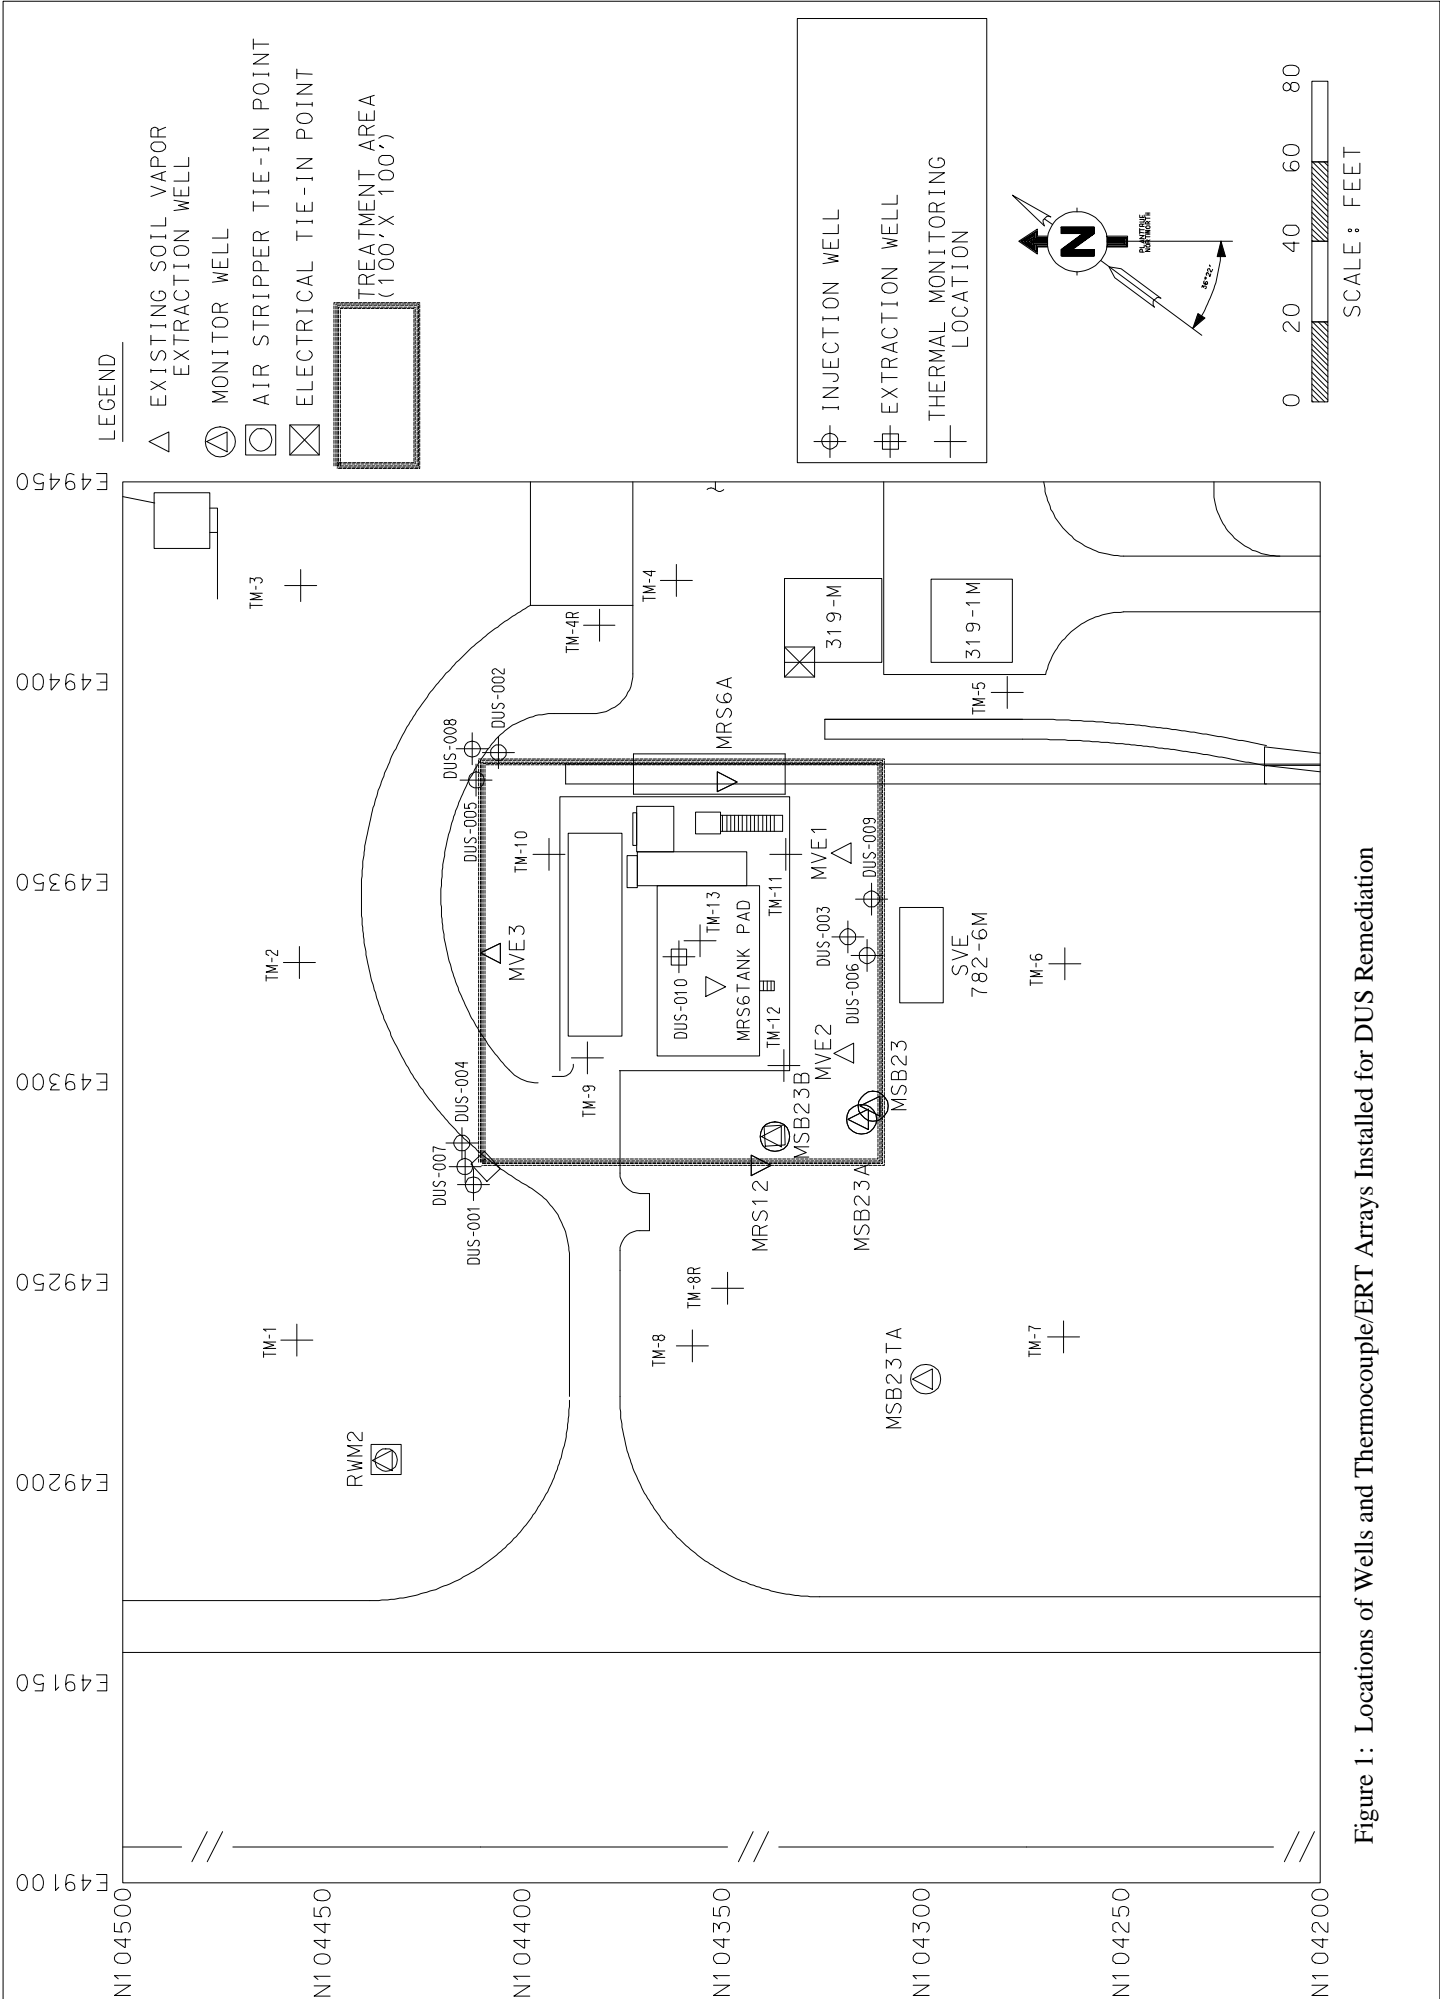 LEGEND
EXISTING SOIL VAPOR
EXTRACTION WELL
MONITOR WELL
AIR STRIPPER TIE-IN POINT
ELECTRICAL TIE-IN POINT
TREATMENT AREA
(100'X 100')
INJECTION WELL
EXTRACTION WELL
THERMAL MONITORING
LOCATION
N
36°22'
0 20 40 60 80
SCALE: FEET
E49100
E49150
E49200
E49250
E49300
E49350
E49400
E49450
N104500
N104450
N104400
N104350
N104300
N104250
N104200
TM-1
TM-2
TM-3
RWM2
DUS-001
DUS-007
DUS-004
DUS-005
DUS-008
DUS-002
MVE3
TM-9
TM-10
TM-4R
TM-4
TM-8
TM-8R
DUS-010
TM-13
MRS6TANK PAD
MRS6A
MRS12
MSB23B
TM-12
TM-11
MVE2
MVE1
DUS-003
DUS-006
DUS-009
MSB23A
MSB23
MSB23TA
SVE
782-6M
319-M
319-1M
TM-5
TM-6
TM-7
Figure 1: Locations of Wells and Thermocouple/ERT Arrays Installed for DUS Remediation